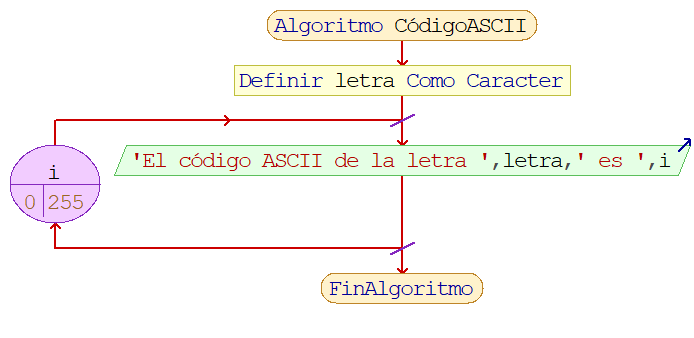 Algoritmo CódigoASCII
Definir letra Como Caracter
'El código ASCII de la letra ',letra,' es ',i
i
0 255
FinAlgoritmo